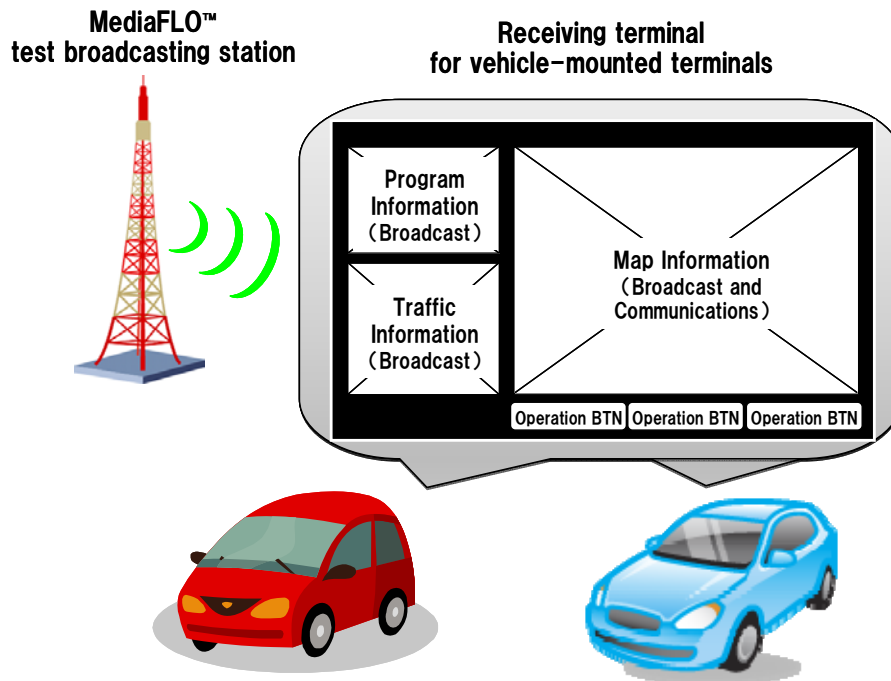 MediaFLO™
test broadcasting station
Receiving terminal
for vehicle-mounted terminals
Program
Information
（Broadcast）
Traffic
Information
（Broadcast）
Map Information
（Broadcast and
Communications）
Operation BTN
Operation BTN
Operation BTN